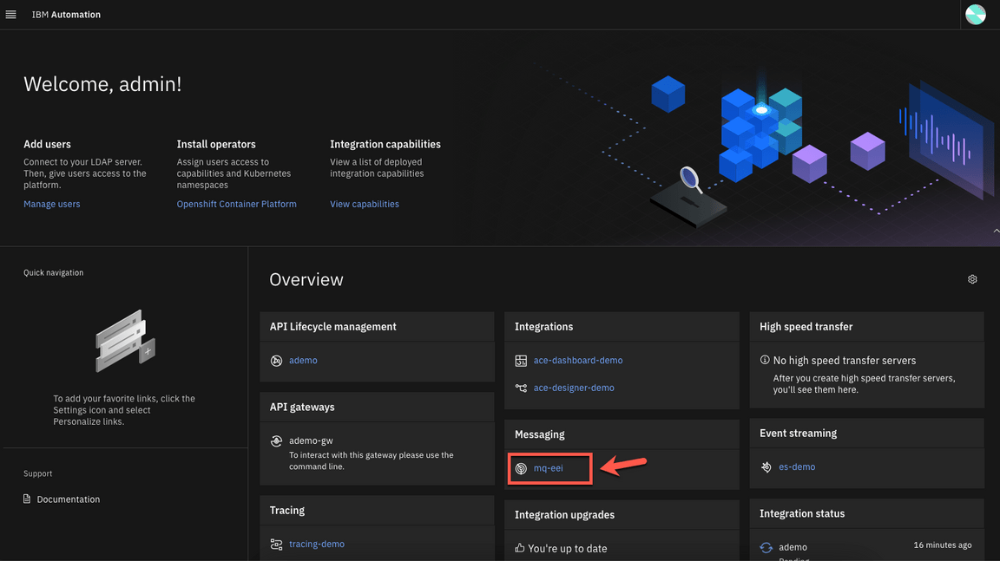 IBM Automation
Welcome, admin!
Add users
Connect to your LDAP server.
Then, give users access to the
platform.
Manage users
Install operators
Assign users access to
capabilities and Kubernetes
namespaces
Openshift Container Platform
Integration capabilities
View a list of deployed
integration capabilities
View capabilities
Quick navigation
To add your favorite links, click the
Settings icon and select
Personalize links.
Support
Documentation
Overview
API Lifecycle management
ademo
API gateways
ademo-gw
To interact with this gateway please use the
command line.
Tracing
tracing-demo
Integrations
ace-dashboard-demo
ace-designer-demo
Messaging
mq-eei
Integration upgrades
You're up to date
High speed transfer
No high speed transfer servers
After you create high speed transfer servers,
you'll see them here.
Event streaming
es-demo
Integration status
ademo
16 minutes ago
Pending